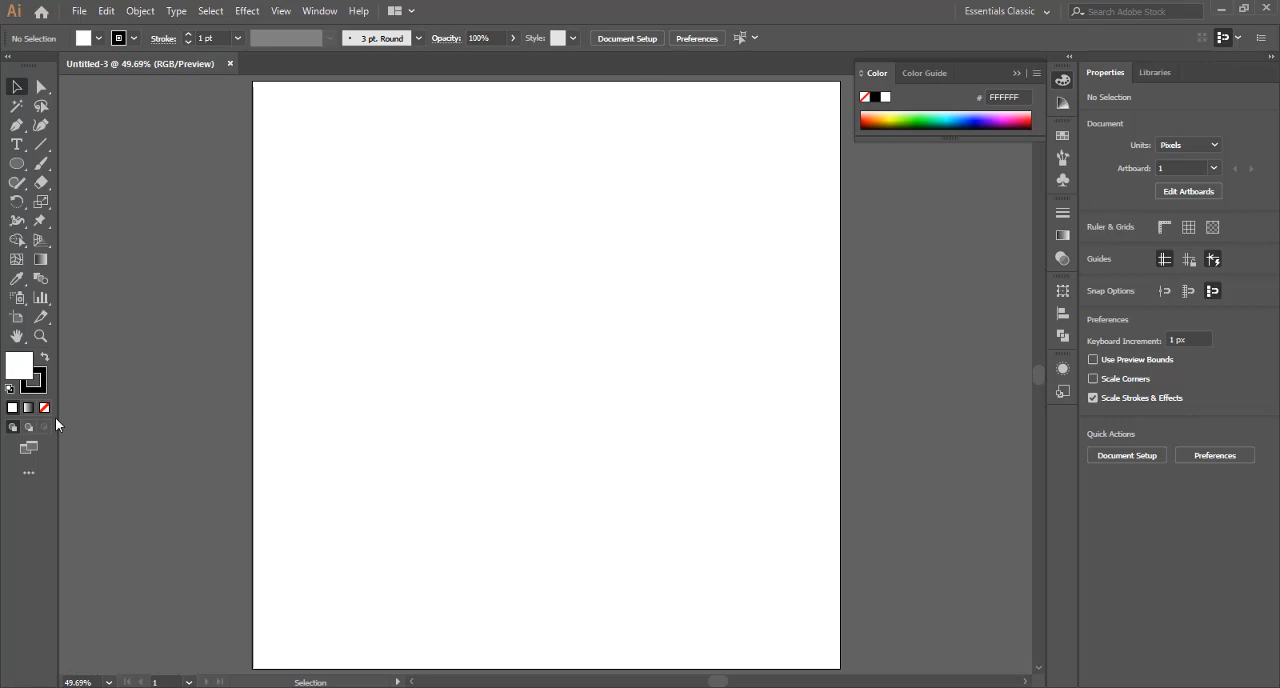 Ai File Edit Object Type Select Effect View Window Help Essentials Classic Search Adobe Stock
No Selection Stroke: 1 pt 3 pt. Round Opacity: 100% Style: Document Setup Preferences
Untitled-3 @ 49.69% (RGB/Preview)
Color Color Guide
# FFFFFF
Properties Libraries
No Selection
Document
Units: Pixels
Artboard: 1
Edit Artboards
Ruler & Grids
Guides
Snap Options
Preferences
Keyboard Increment: 1 px
Use Preview Bounds
Scale Corners
Scale Strokes & Effects
Quick Actions
Document Setup Preferences
49.69% 1 Selection